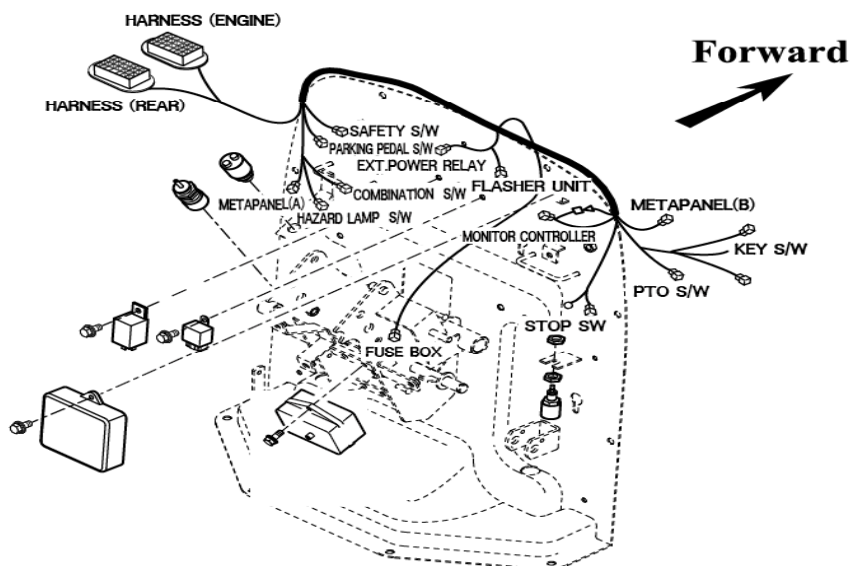 HARNESS (ENGINE)
Forward
HARNESS (REAR)
SAFETY S/W
PARKING PEDAL S/W
EXT.POWER RELAY
FLASHER UNIT
METAPANEL(A)
COMBINATION S/W
METAPANEL(B)
HAZARD LAMP S/W
MONITOR CONTROLLER
KEY S/W
PTO S/W
STOP SW
FUSE BOX